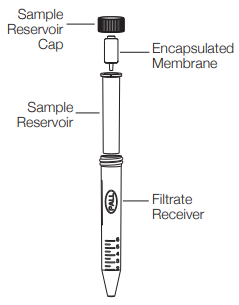 Sample
Reservoir
Cap
Encapsulated
Membrane
Sample
Reservoir
Filtrate
Receiver
PALL